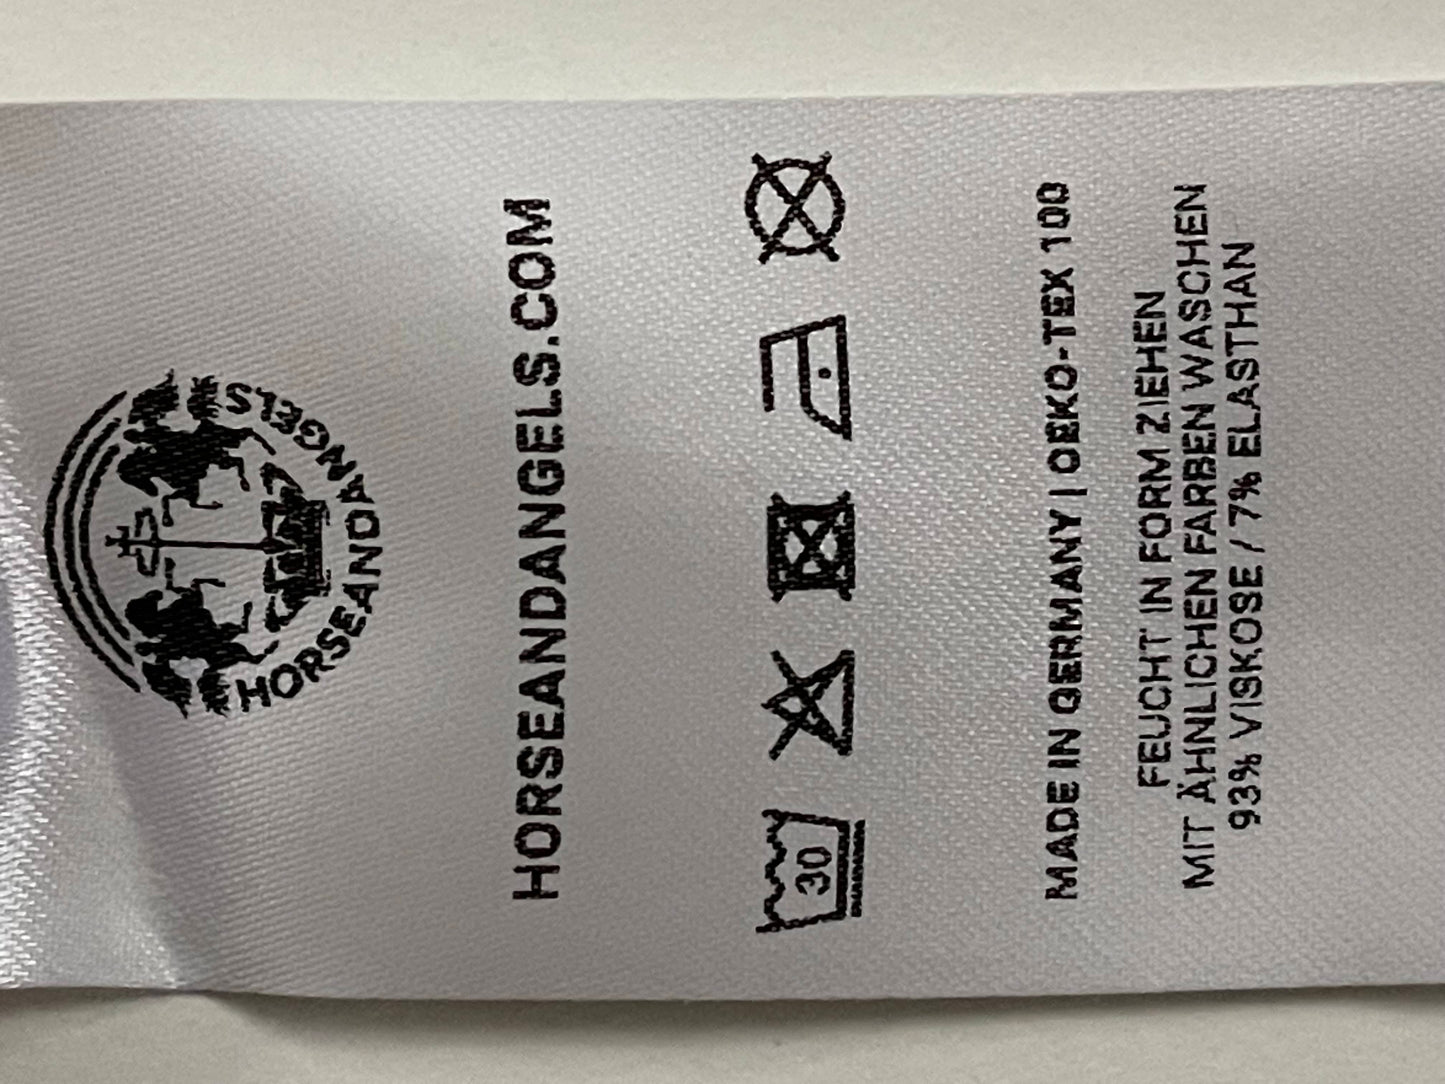 HORSEANDANGELS
HORSEANDANGELS.COM
30
MADE IN GERMANY | OEKO-TEX 100
FEUCHT IN FORM ZIEHEN
MIT ÄHNLICHEN FARBEN WASCHEN
93% VISKOSE / 7% ELASTHAN